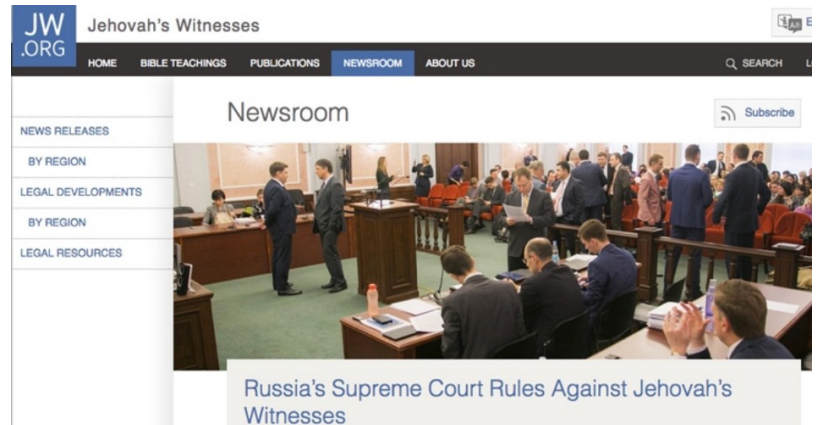 JW
.ORG
Jehovah's Witnesses
HOME BIBLE TEACHINGS PUBLICATIONS NEWSROOM ABOUT US SEARCH
Newsroom
Subscribe
NEWS RELEASES
BY REGION
LEGAL DEVELOPMENTS
BY REGION
LEGAL RESOURCES
Russia's Supreme Court Rules Against Jehovah's
Witnesses